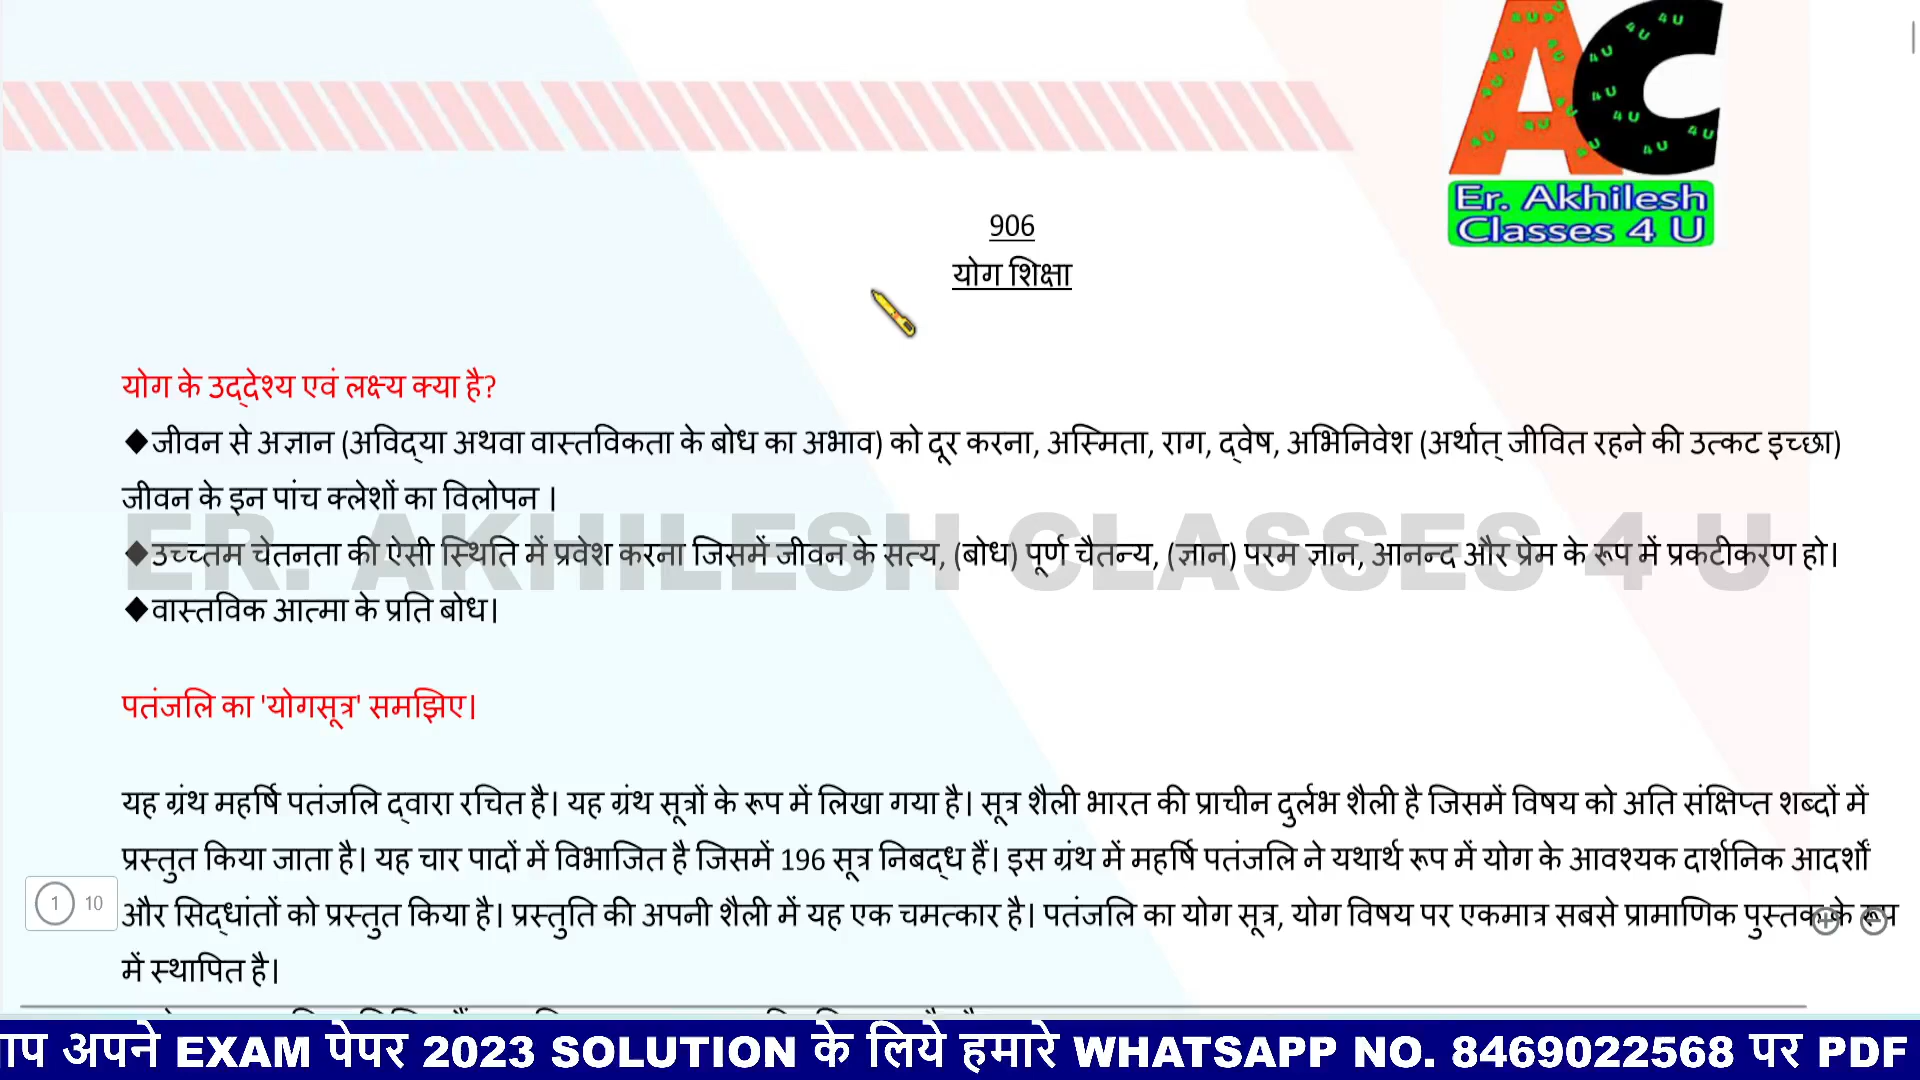 Er. Akhilesh
Classes 4 U
906
योग शिक्षा
योग के उद्देश्य एवं लक्ष्य क्या है?
◆जीवन से अज्ञान (अविद्या अथवा वास्तविकता के बोध का अभाव) को दूर करना, अस्मिता, राग, द्वेष, अभिनिवेश (अर्थात् जीवित रहने की उत्कट इच्छा)
जीवन के इन पांच क्लेशों का विलोपन ।
◆उच्च्तम चेतनता की ऐसी स्थिति में प्रवेश करना जिसमें जीवन के सत्य, (बोध) पूर्ण चैतन्य, (ज्ञान) परम ज्ञान, आनन्द और प्रेम के रूप में प्रकटीकरण हो।
ER. AKHILESH CLASSES 4 U
◆वास्तविक आत्मा के प्रति बोध।
पतंजलि का 'योगसूत्र' समझिए।
यह ग्रंथ महर्षि पतंजलि द्वारा रचित है। यह ग्रंथ सूत्रों के रूप में लिखा गया है। सूत्र शैली भारत की प्राचीन दुर्लभ शैली है जिसमें विषय को अति संक्षिप्त शब्दों में
प्रस्तुत किया जाता है। यह चार पादों में विभाजित है जिसमें 196 सूत्र निबद्ध हैं। इस ग्रंथ में महर्षि पतंजलि ने यथार्थ रूप में योग के आवश्यक दार्शनिक आदर्शों
और सिद्धांतों को प्रस्तुत किया है। प्रस्तुति की अपनी शैली में यह एक चमत्कार है। पतंजलि का योग सूत्र, योग विषय पर एकमात्र सबसे प्रामाणिक पुस्तक के रूप
में स्थापित है।
1 10
ाप अपने EXAM पेपर 2023 SOLUTION के लिये हमारे WHATSAPP NO. 8469022568 पर PDF